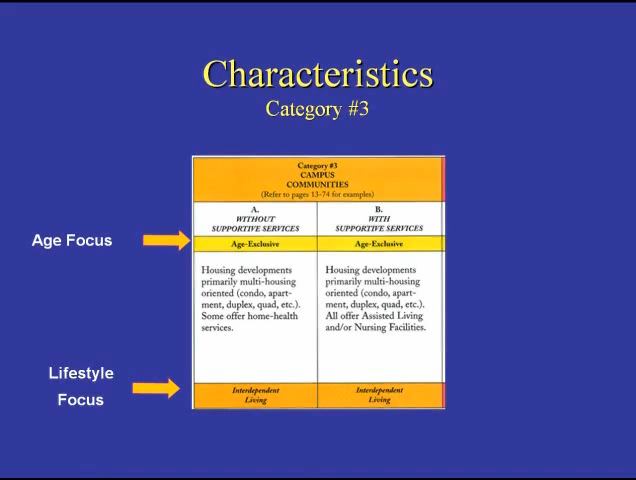 Characteristics
Category #3
Category #3
CAMPUS
COMMUNITIES
(Refer to pages 13-74 for examples)
A.
WITHOUT
SUPPORTIVE SERVICES
B.
WITH
SUPPORTIVE SERVICES
Age Focus
Age-Exclusive
Age-Exclusive
Housing developments
primarily multi-housing
oriented (condo, apart-
ment, duplex, quad, etc.).
Some offer home-health
services.
Housing developments
primarily multi-housing
oriented (condo, apart-
ment, duplex, quad, etc.).
All offer Assisted Living
and/or Nursing Facilities.
Lifestyle
Focus
Interdependent
Living
Interdependent
Living